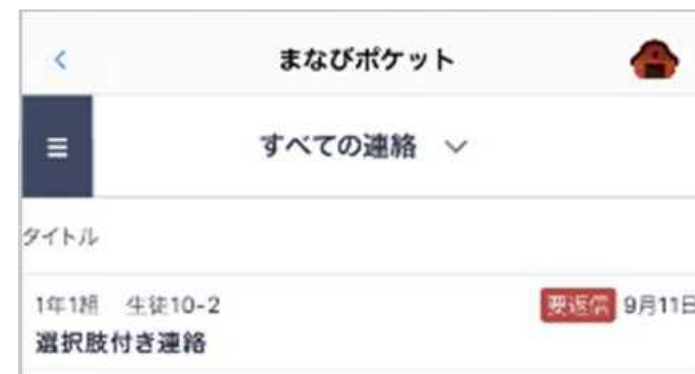 まなびポケット
すべての連絡
タイトル
1年1組 生徒10-2 要返信 9月11日
選択肢付き連絡